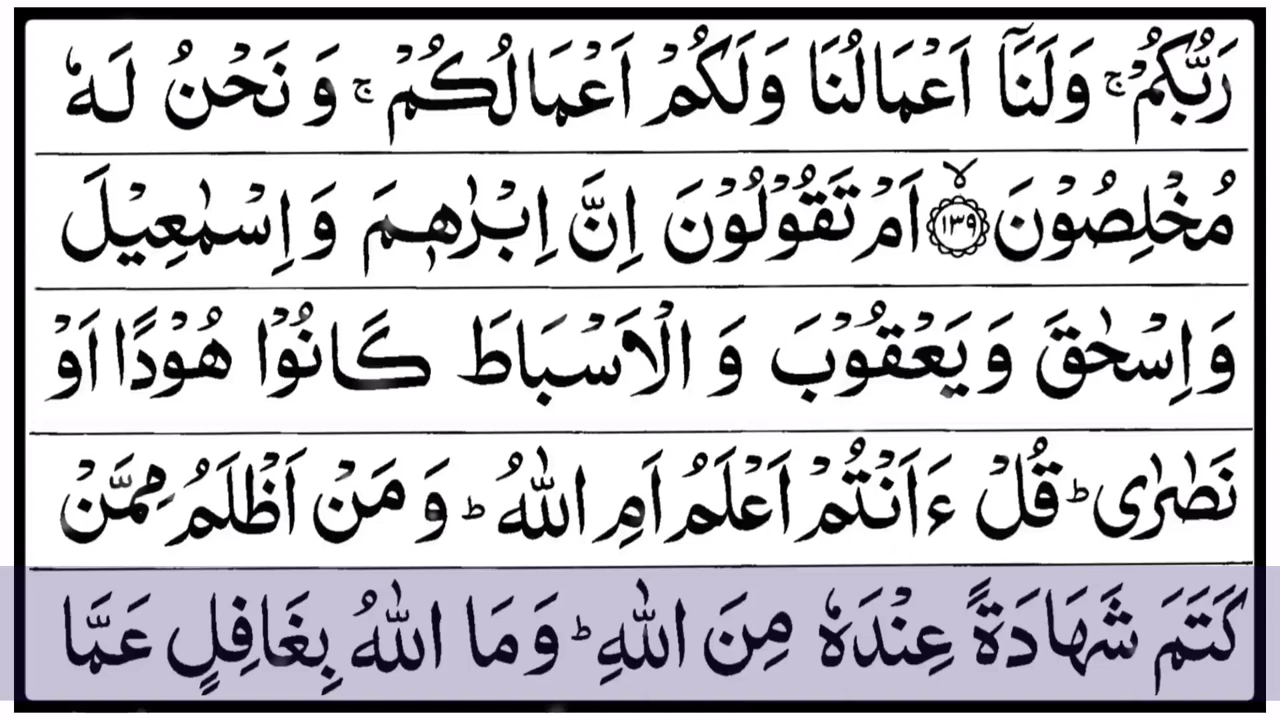 رَبُّكُمْ ۚ وَلَنَاۤ اَعْمَالُنَا وَلَكُمْ اَعْمَالُكُمْ ۚ وَ نَحْنُ لَهٗ
مُخْلِصُوْنَ ۙ﴿۱۳۹﴾ اَمْ تَقُوْلُوْنَ اِنَّ اِبْرٰهٖمَ وَ اِسْمٰعِيْلَ
وَ اِسْحٰقَ وَ يَعْقُوْبَ وَ الْاَسْبَاطَ كَانُوْا هُوْدًا اَوْ
نَصٰرٰى ؕ قُلْ ءَاَنْتُمْ اَعْلَمُ اَمِ اللّٰهُ ؕ وَ مَنْ اَظْلَمُ مِمَّنْ
كَتَمَ شَهَادَةً عِنْدَهٗ مِنَ اللّٰهِ ؕ وَ مَا اللّٰهُ بِغَافِلٍ عَمَّا